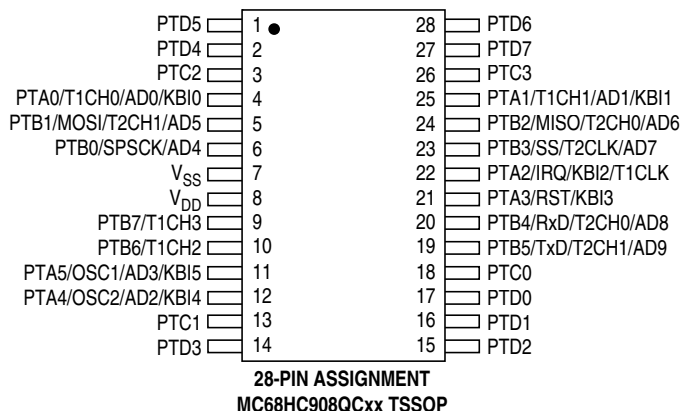 PTD5 1 28 PTD6
PTD4 2 27 PTD7
PTC2 3 26 PTC3
PTA0/T1CH0/AD0/KBI0 4 25 PTA1/T1CH1/AD1/KBI1
PTB1/MOSI/T2CH1/AD5 5 24 PTB2/MISO/T2CH0/AD6
PTB0/SPSCK/AD4 6 23 PTB3/SS/T2CLK/AD7
VSS 7 22 PTA2/IRQ/KBI2/T1CLK
VDD 8 21 PTA3/RST/KBI3
PTB7/T1CH3 9 20 PTB4/RxD/T2CH0/AD8
PTB6/T1CH2 10 19 PTB5/TxD/T2CH1/AD9
PTA5/OSC1/AD3/KBI5 11 18 PTC0
PTA4/OSC2/AD2/KBI4 12 17 PTD0
PTC1 13 16 PTD1
PTD3 14 15 PTD2
28-PIN ASSIGNMENT
MC68HC908QCxx TSSOP